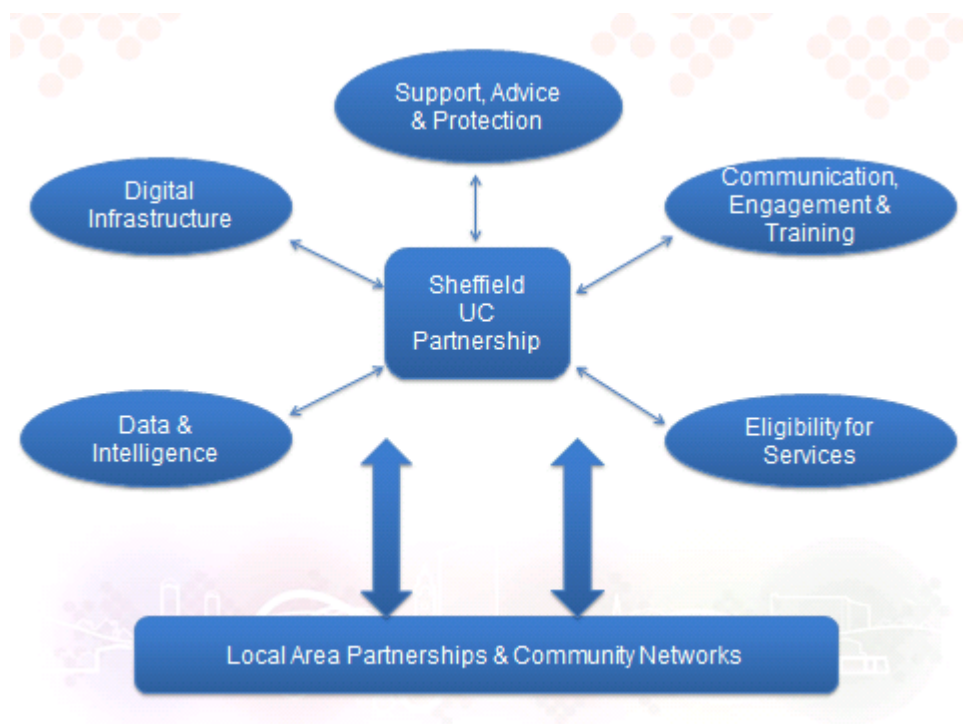 Support, Advice
& Protection
Digital
Infrastructure
Communication,
Engagement &
Training
Sheffield
UC
Partnership
Data &
Intelligence
Eligibility for
Services
Local Area Partnerships & Community Networks